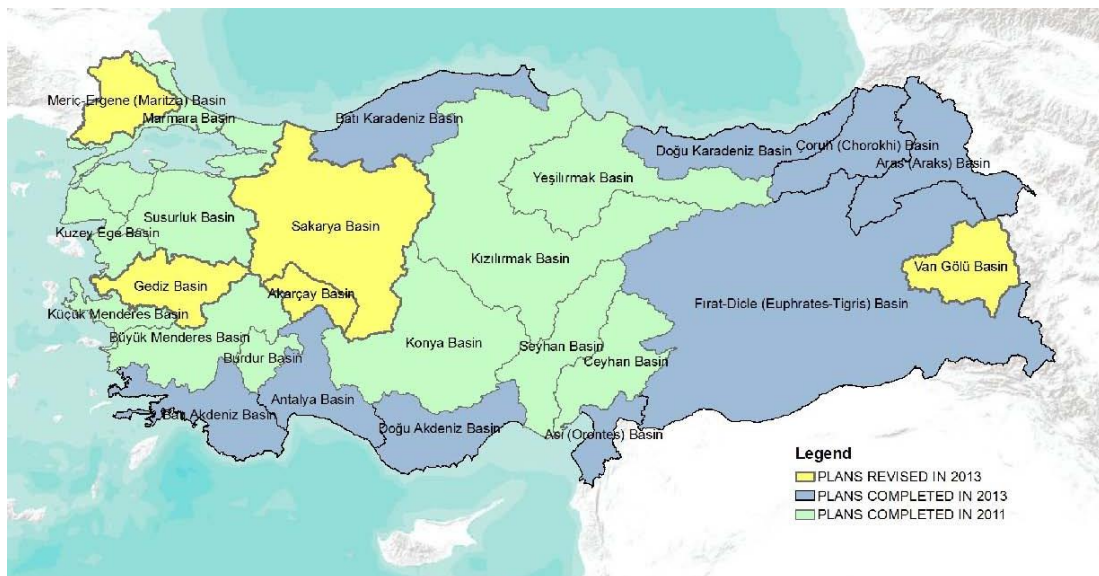 Meriç-Ergene (Maritza) Basin
Marmara Basin
Batı Karadeniz Basin
Doğu Karadeniz Basin
Çoruh (Chorokhi) Basin
Aras (Araks) Basin
Yeşilırmak Basin
Susurluk Basin
Sakarya Basin
Kuzey Ege Basin
Kızılırmak Basin
Van Gölü Basin
Gediz Basin
Akarçay Basin
Fırat-Dicle (Euphrates-Tigris) Basin
Küçük Menderes Basin
Büyük Menderes Basin
Konya Basin
Seyhan Basin
Burdur Basin
Ceyhan Basin
Antalya Basin
Batı Akdeniz Basin
Doğu Akdeniz Basin
Asi (Orontes) Basin
Legend
PLANS REVISED IN 2013
PLANS COMPLETED IN 2013
PLANS COMPLETED IN 2011